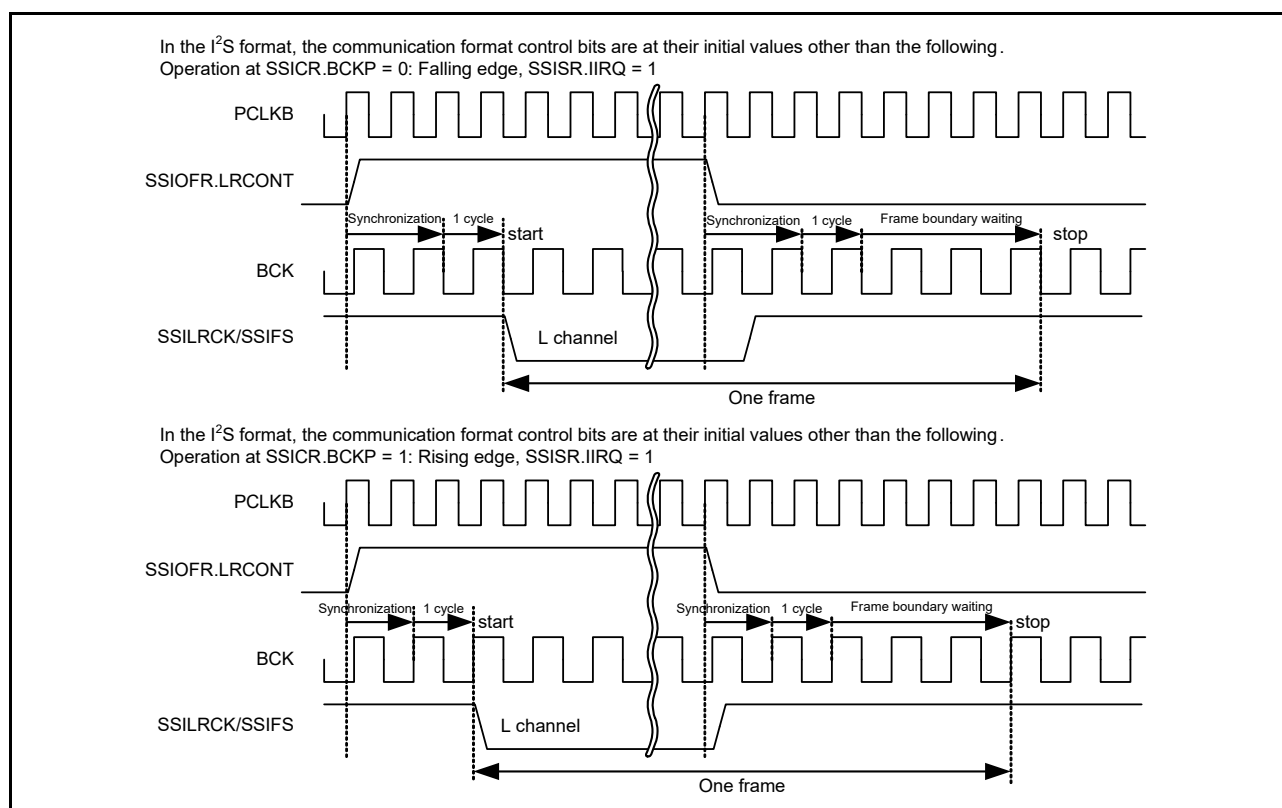 In the I2S format, the communication format control bits are at their initial values other than the following.
Operation at SSICR.BCKP = 0: Falling edge, SSISR.IIRQ = 1
PCLKB
SSIOFR.LRCONT
Synchronization 1 cycle start Synchronization 1 cycle Frame boundary waiting stop
BCK
SSILRCK/SSIFS L channel
One frame
In the I2S format, the communication format control bits are at their initial values other than the following.
Operation at SSICR.BCKP = 1: Rising edge, SSISR.IIRQ = 1
PCLKB
SSIOFR.LRCONT
Synchronization 1 cycle start Synchronization 1 cycle Frame boundary waiting stop
BCK
SSILRCK/SSIFS L channel
One frame